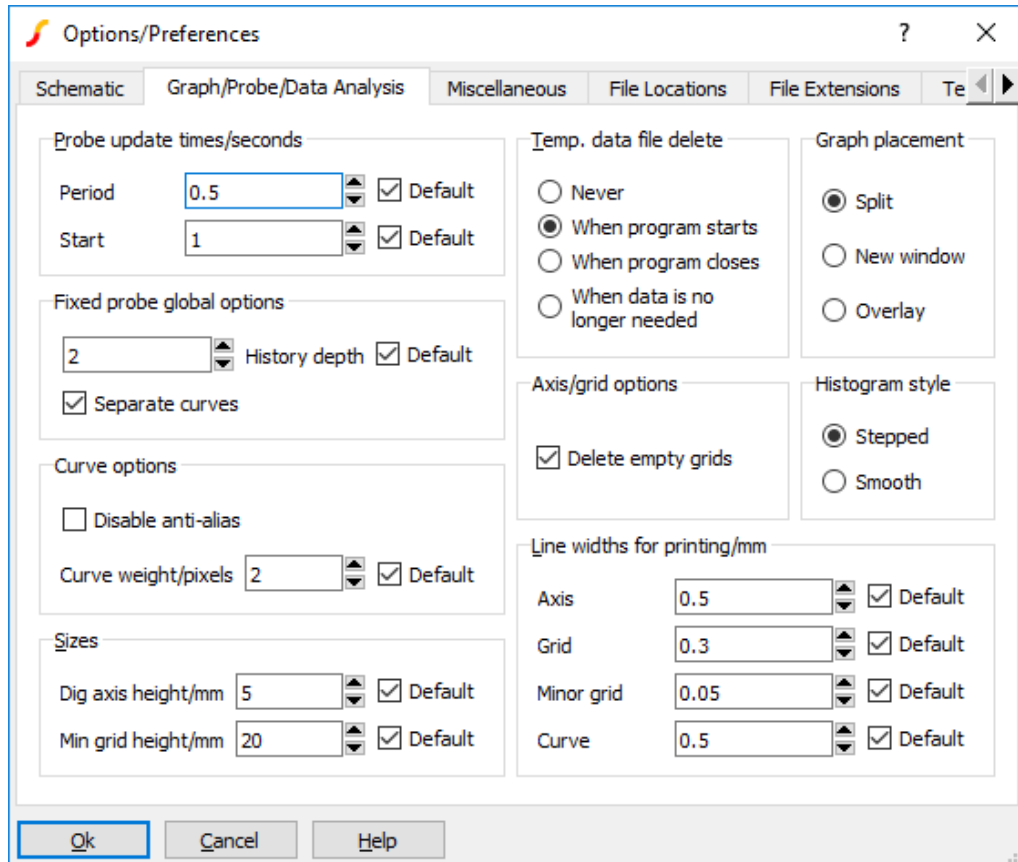 Options/Preferences
?
Schematic
Graph/Probe/Data Analysis
Miscellaneous
File Locations
File Extensions
Te
Probe update times/seconds
Period
0.5
Default
Start
1
Default
Fixed probe global options
2
History depth
Default
Separate curves
Curve options
Disable anti-alias
Curve weight/pixels
2
Default
Sizes
Dig axis height/mm
5
Default
Min grid height/mm
20
Default
Temp. data file delete
Never
When program starts
When program closes
When data is no
longer needed
Graph placement
Split
New window
Overlay
Axis/grid options
Delete empty grids
Histogram style
Stepped
Smooth
Line widths for printing/mm
Axis
0.5
Default
Grid
0.3
Default
Minor grid
0.05
Default
Curve
0.5
Default
Ok
Cancel
Help